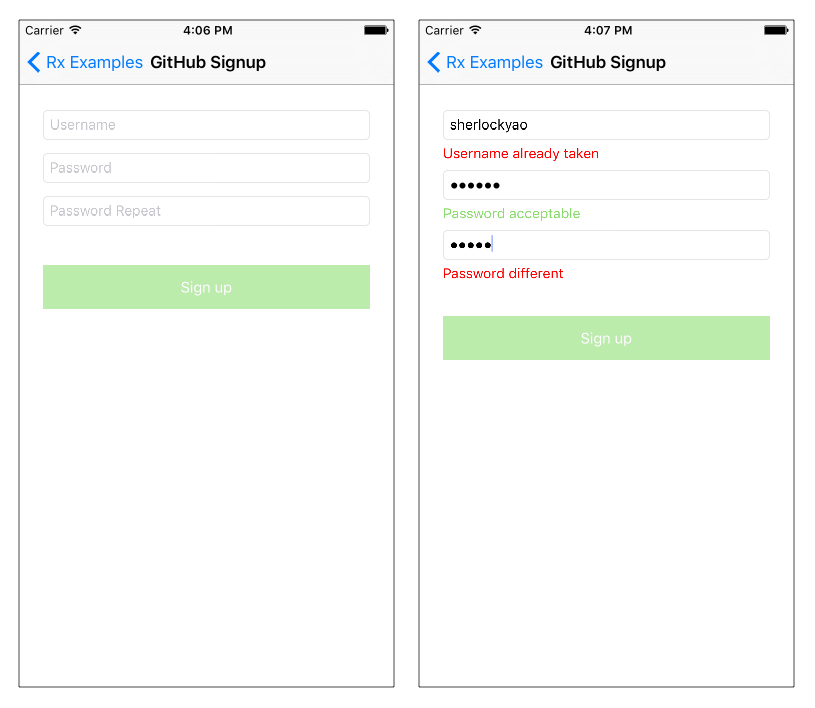 Carrier 4:06 PM
Rx Examples GitHub Signup
Username
Password
Password Repeat
Sign up
Carrier 4:07 PM
Rx Examples GitHub Signup
sherlockyao
Username already taken
●●●●●●
Password acceptable
●●●●●
Password different
Sign up